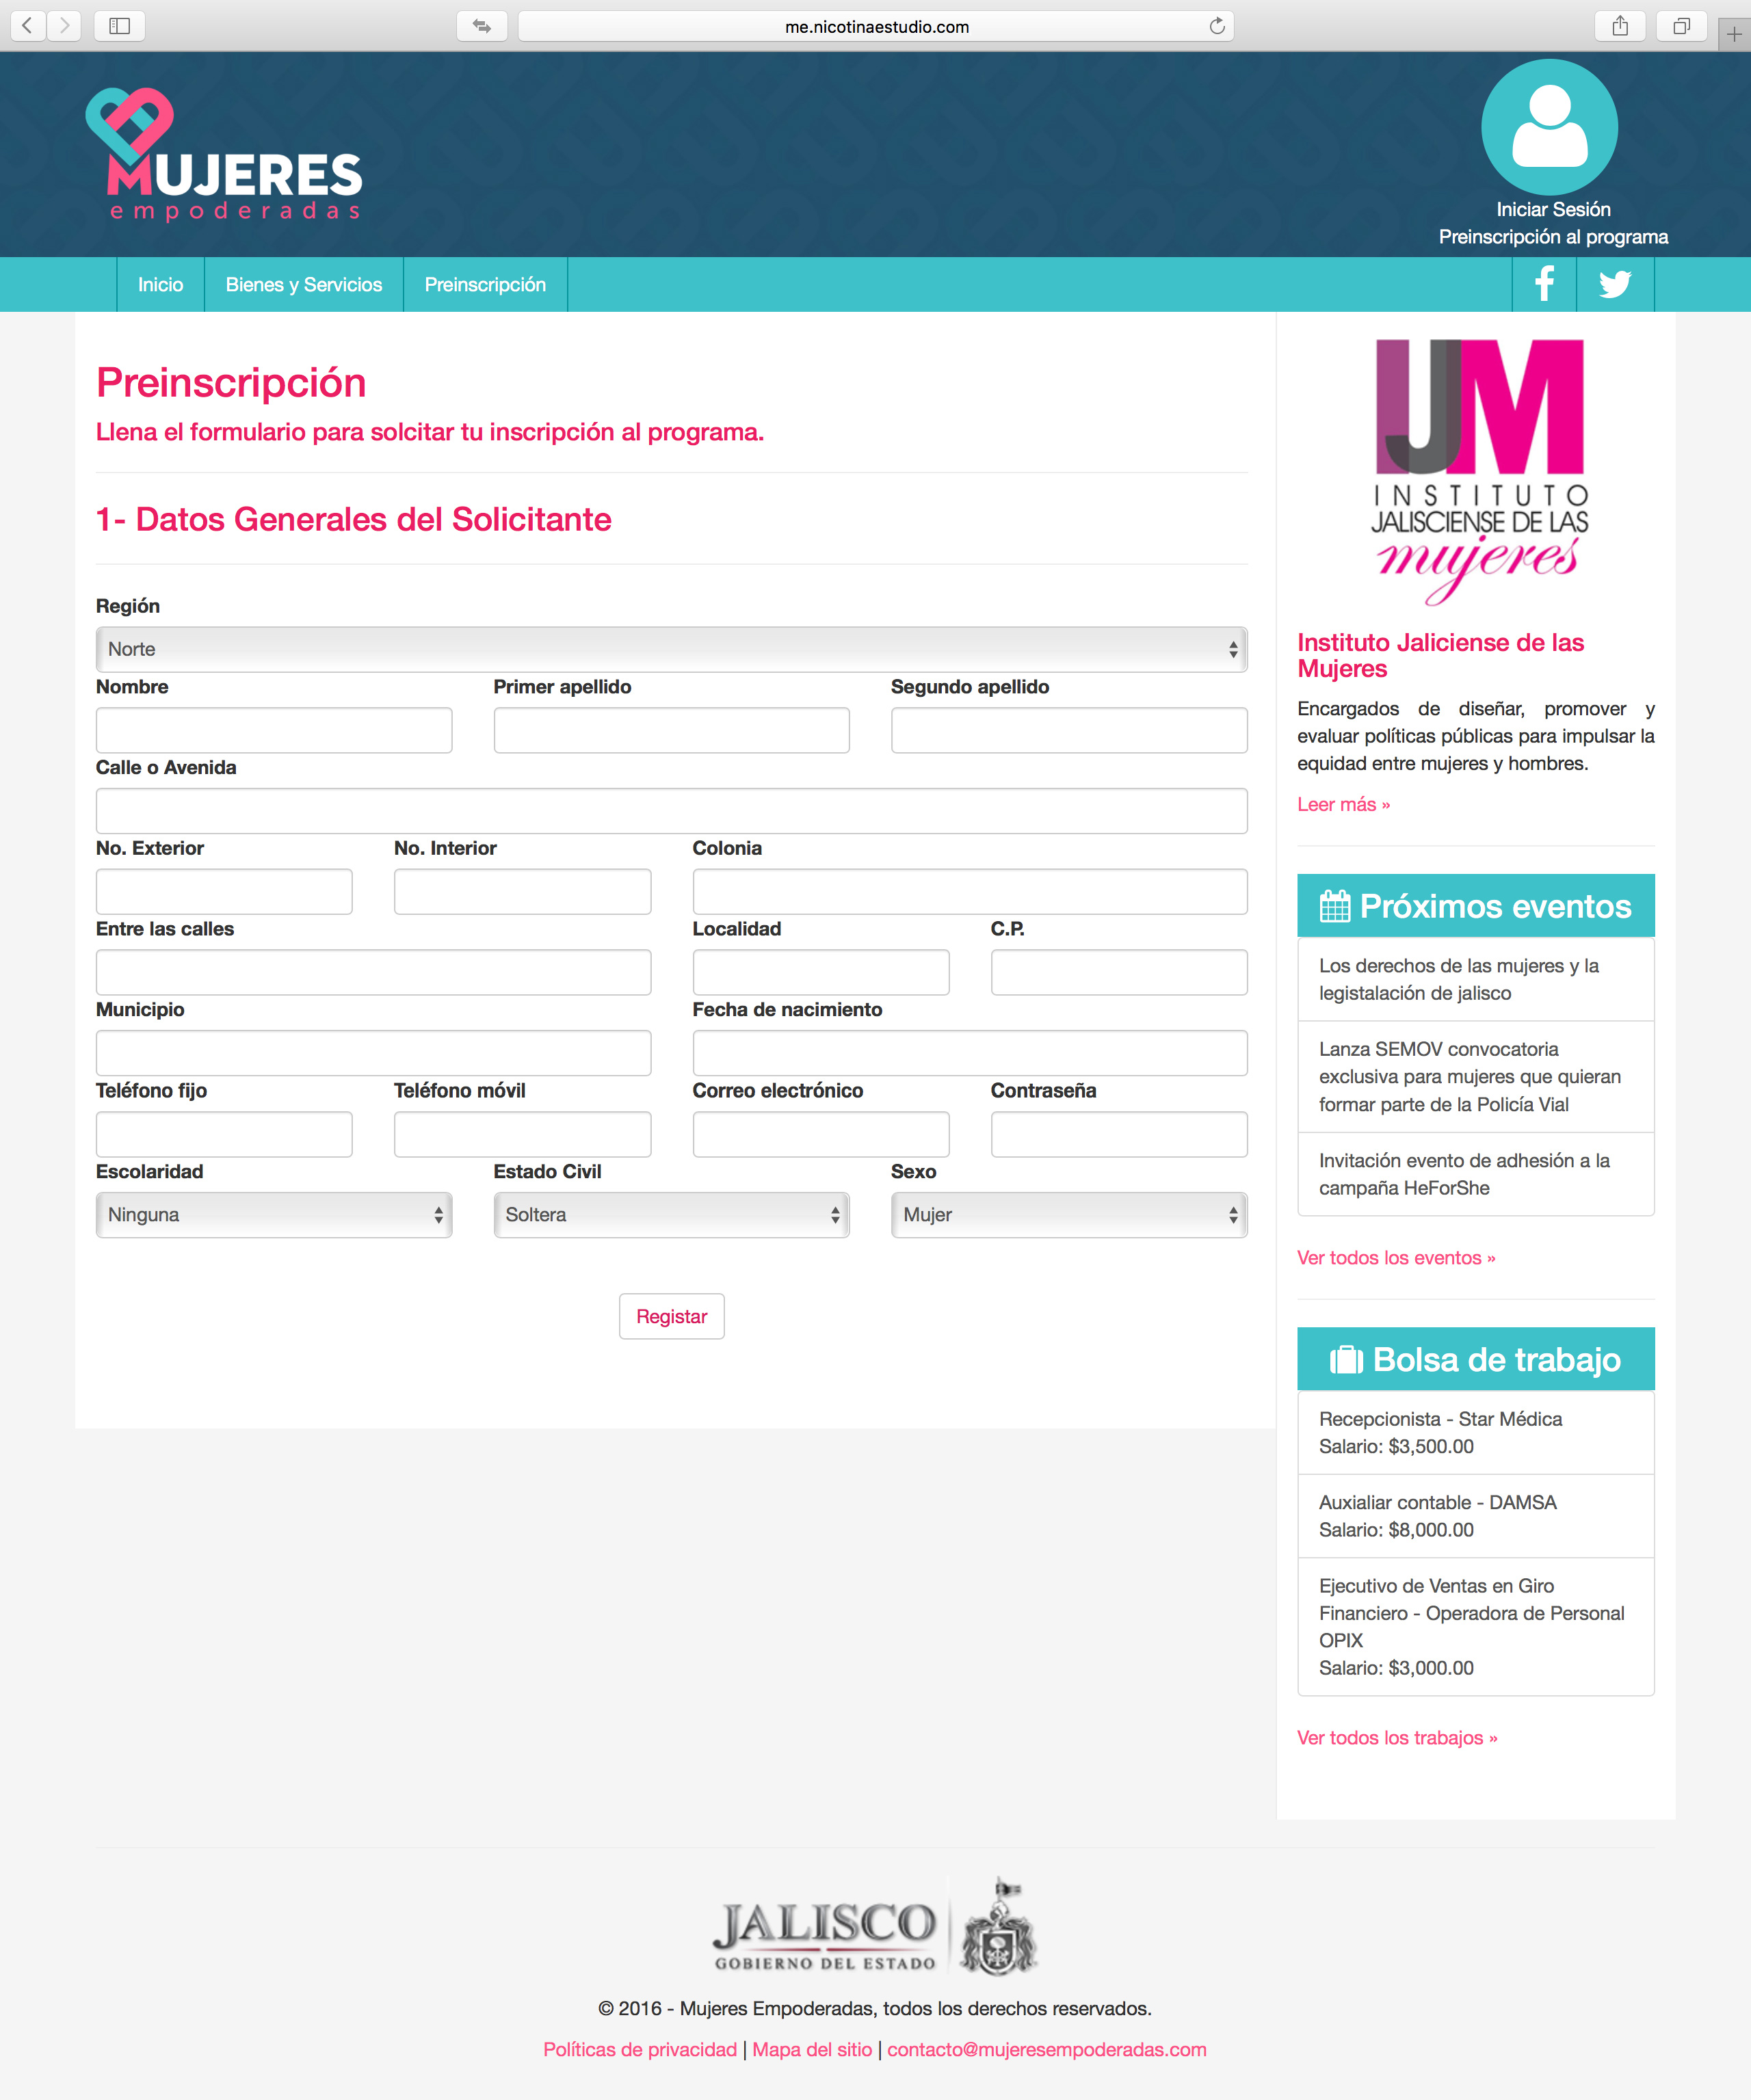 me.nicotinaestudio.com
MUJERES
empoderadas
Iniciar Sesión
Preinscripción al programa
Inicio
Bienes y Servicios
Preinscripción
Preinscripción
Llena el formulario para solcitar tu inscripción al programa.
1- Datos Generales del Solicitante
Región
Norte
Nombre
Primer apellido
Segundo apellido
Calle o Avenida
No. Exterior
No. Interior
Colonia
Entre las calles
Localidad
C.P.
Municipio
Fecha de nacimiento
Teléfono fijo
Teléfono móvil
Correo electrónico
Contraseña
Escolaridad
Estado Civil
Sexo
Ninguna
Soltera
Mujer
Registar
IJM
INSTITUTO
JALISCIENSE DE LAS
mujeres
Instituto Jaliciense de las
Mujeres
Encargados de diseñar, promover y
evaluar políticas públicas para impulsar la
equidad entre mujeres y hombres.
Leer más »
Próximos eventos
Los derechos de las mujeres y la
legistalación de jalisco
Lanza SEMOV convocatoria
exclusiva para mujeres que quieran
formar parte de la Policía Vial
Invitación evento de adhesión a la
campaña HeForShe
Ver todos los eventos »
Bolsa de trabajo
Recepcionista - Star Médica
Salario: $3,500.00
Auxialiar contable - DAMSA
Salario: $8,000.00
Ejecutivo de Ventas en Giro
Financiero - Operadora de Personal
OPIX
Salario: $3,000.00
Ver todos los trabajos »
JALISCO
GOBIERNO DEL ESTADO
© 2016 - Mujeres Empoderadas, todos los derechos reservados.
Políticas de privacidad | Mapa del sitio | contacto@mujeresempoderadas.com